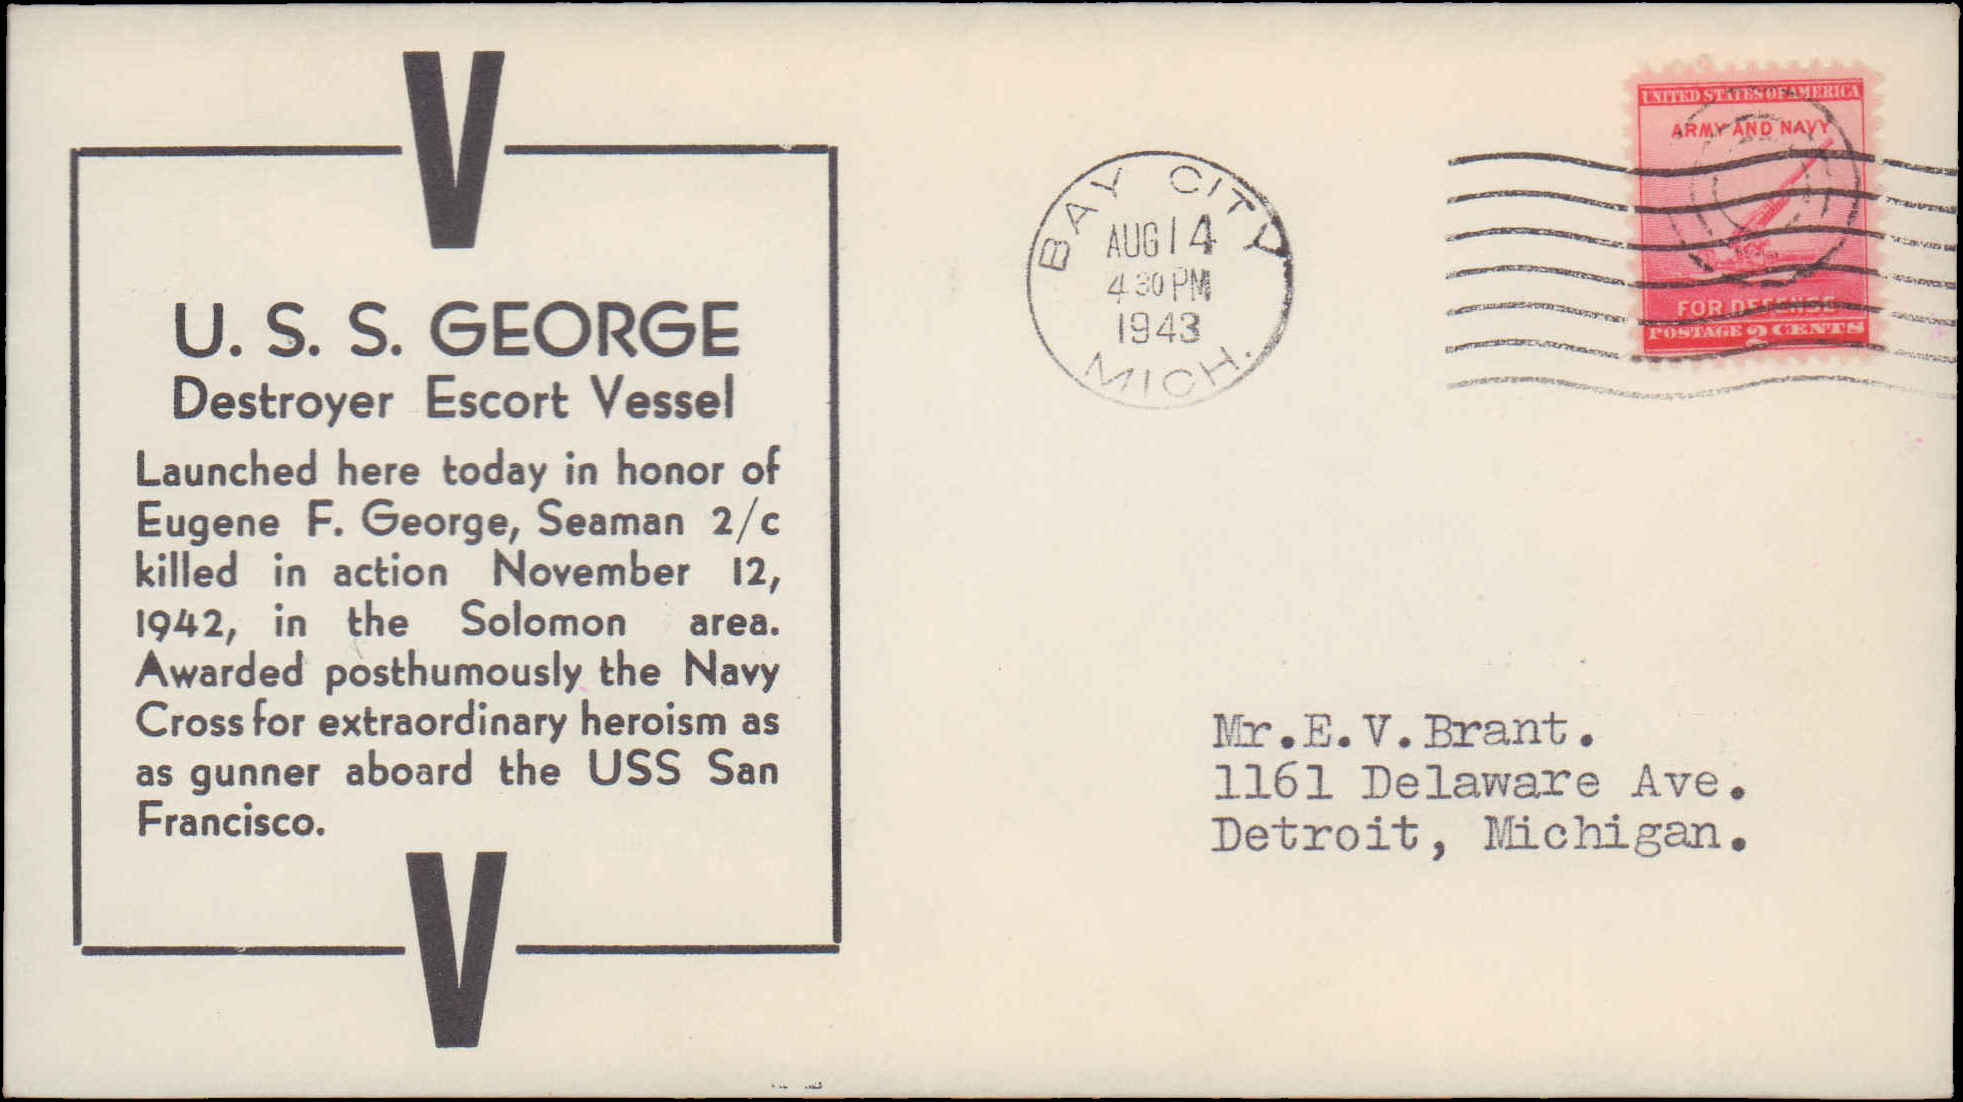 V
U. S. S. GEORGE
Destroyer Escort Vessel
Launched here today in honor of
Eugene F. George, Seaman 2/c
killed in action November 12,
1942, in the Solomon area.
Awarded posthumously the Navy
Cross for extraordinary heroism as
as gunner aboard the USS San
Francisco.
V
BAY CITY
AUG 14
4 30 PM
1943
MICH.
UNITED STATES OF AMERICA
ARMY AND NAVY
FOR DEFENSE
POSTAGE 2 CENTS
Mr.E.V.Brant.
1161 Delaware Ave.
Detroit, Michigan.